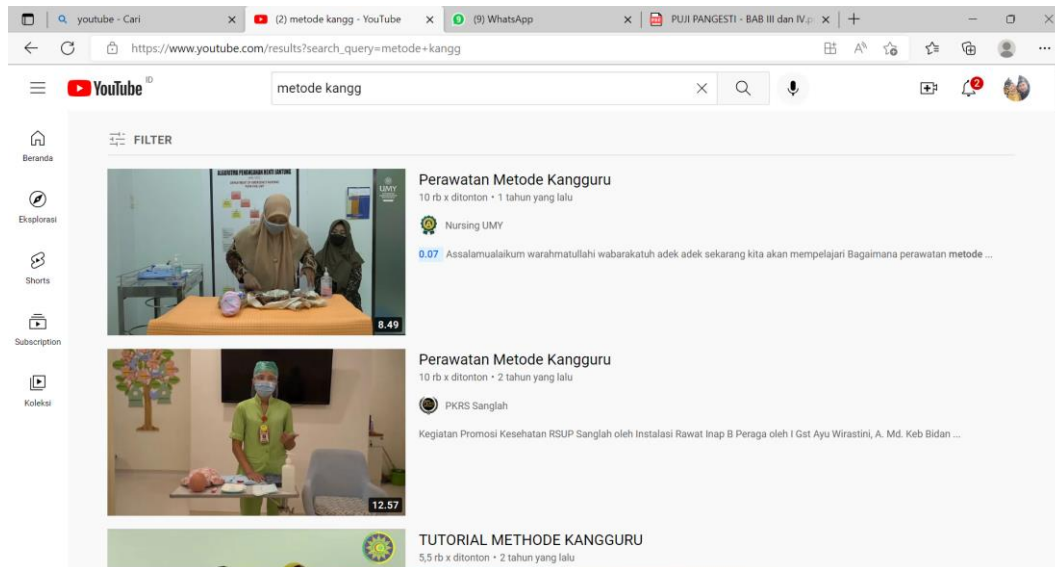 youtube - Cari
(2) metode kangg - YouTube
(9) WhatsApp
PUJI PANGESTI - BAB III dan IV.p
https://www.youtube.com/results?search_query=metode+kangg
YouTube ID
metode kangg
2
Beranda
Eksplorasi
Shorts
Subscription
Koleksi
FILTER
UMY
8.49
Perawatan Metode Kangguru
10 rb x ditonton • 1 tahun yang lalu
Nursing UMY
0.07 Assalamualaikum warahmatullahi wabarakatuh adek adek sekarang kita akan mempelajari Bagaimana perawatan metode ...
12.57
Perawatan Metode Kangguru
10 rb x ditonton • 2 tahun yang lalu
PKRS Sanglah
Kegiatan Promosi Kesehatan RSUP Sanglah oleh Instalasi Rawat Inap B Peraga oleh I Gst Ayu Wirastini, A. Md. Keb Bidan ...
TUTORIAL METHODE KANGGURU
5,5 rb x ditonton • 2 tahun yang lalu